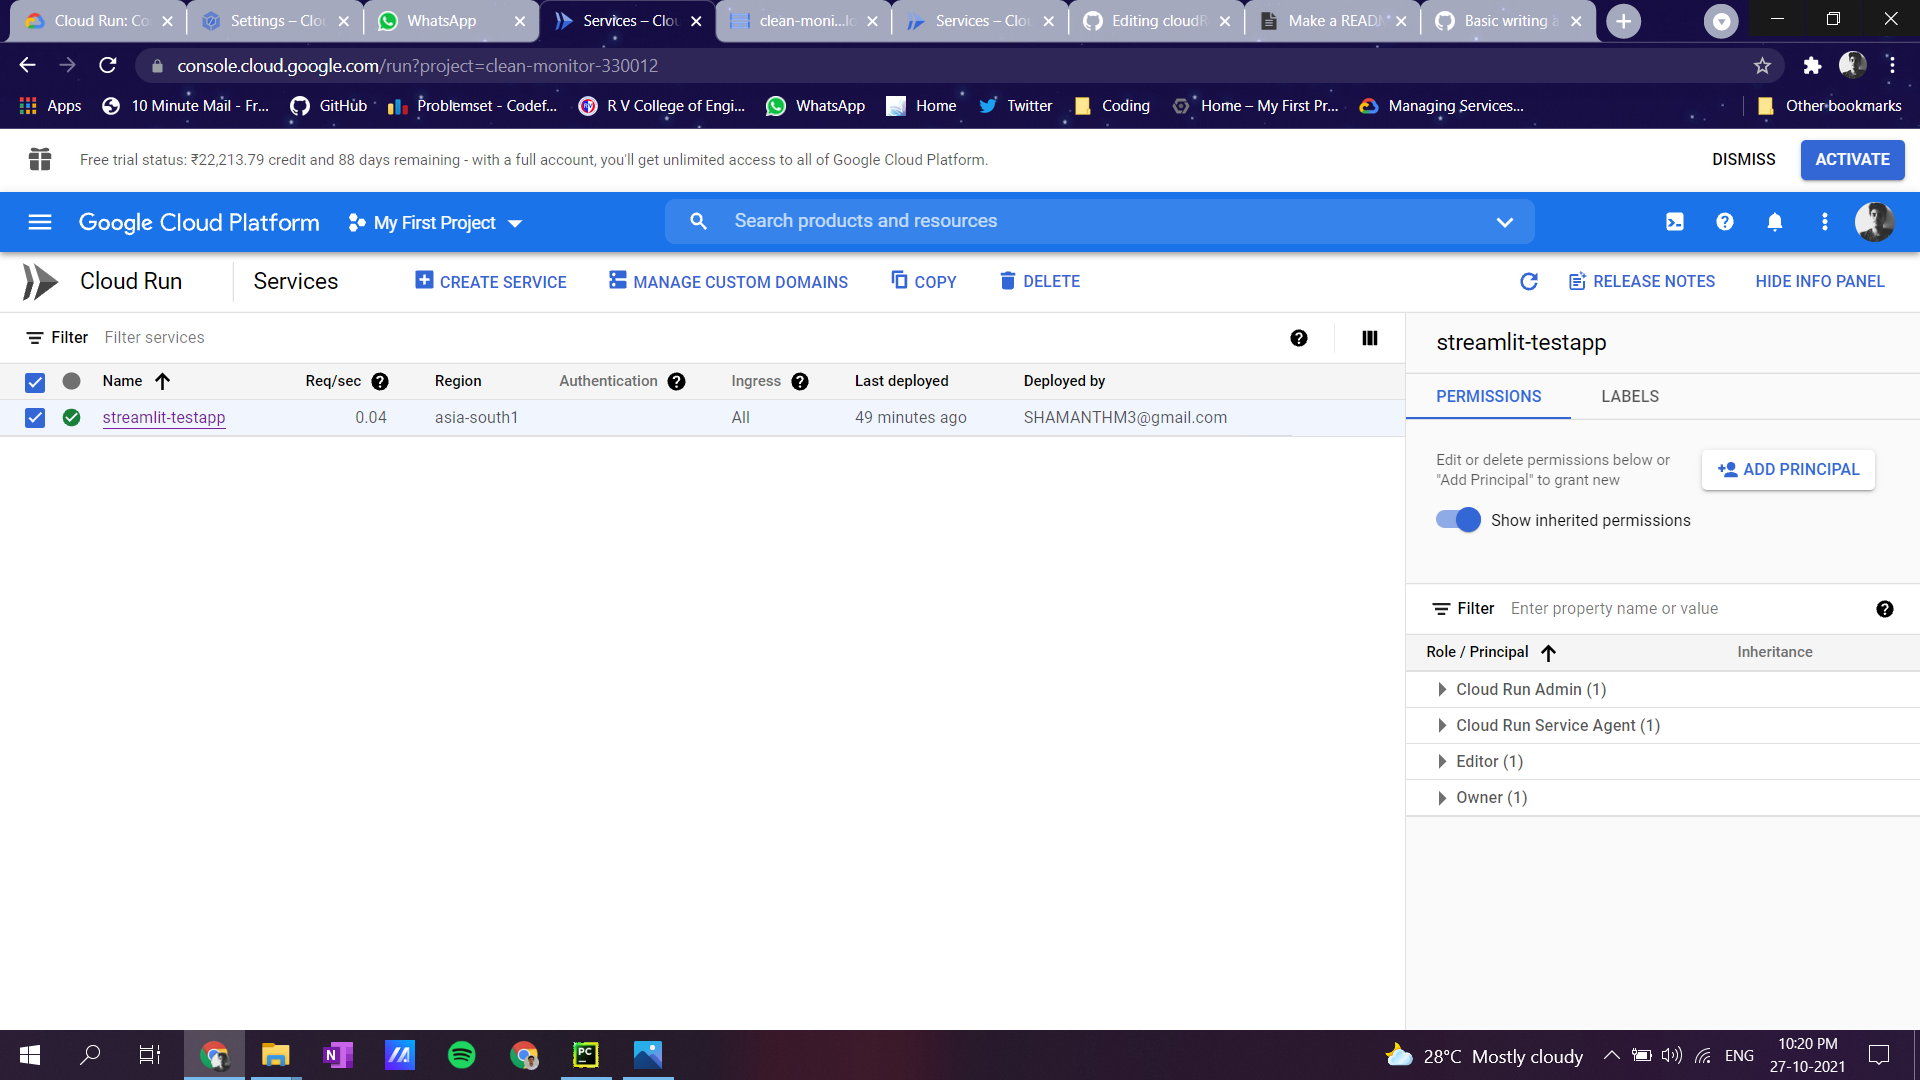 Cloud Run: Co
Settings – Clou
WhatsApp
Services – Clou
clean-moni...lo
Services – Clou
Editing cloudR
Make a READ
Basic writing a
console.cloud.google.com/run?project=clean-monitor-330012
Apps
10 Minute Mail - Fr...
GitHub
Problemset - Codef...
R V College of Engi...
WhatsApp
Home
Twitter
Coding
Home – My First Pr...
Managing Services...
Other bookmarks
Free trial status: ₹22,213.79 credit and 88 days remaining - with a full account, you'll get unlimited access to all of Google Cloud Platform.
DISMISS
ACTIVATE
Google Cloud Platform
My First Project
Search products and resources
Cloud Run
Services
CREATE SERVICE
MANAGE CUSTOM DOMAINS
COPY
DELETE
RELEASE NOTES
HIDE INFO PANEL
Filter Filter services
Name Req/sec Region Authentication Ingress Last deployed Deployed by
streamlit-testapp 0.04 asia-south1 All 49 minutes ago SHAMANTHM3@gmail.com
streamlit-testapp
PERMISSIONS
LABELS
Edit or delete permissions below or
"Add Principal" to grant new
ADD PRINCIPAL
Show inherited permissions
Filter Enter property name or value
Role / Principal Inheritance
Cloud Run Admin (1)
Cloud Run Service Agent (1)
Editor (1)
Owner (1)
N
PC
28°C Mostly cloudy
ENG
10:20 PM
27-10-2021